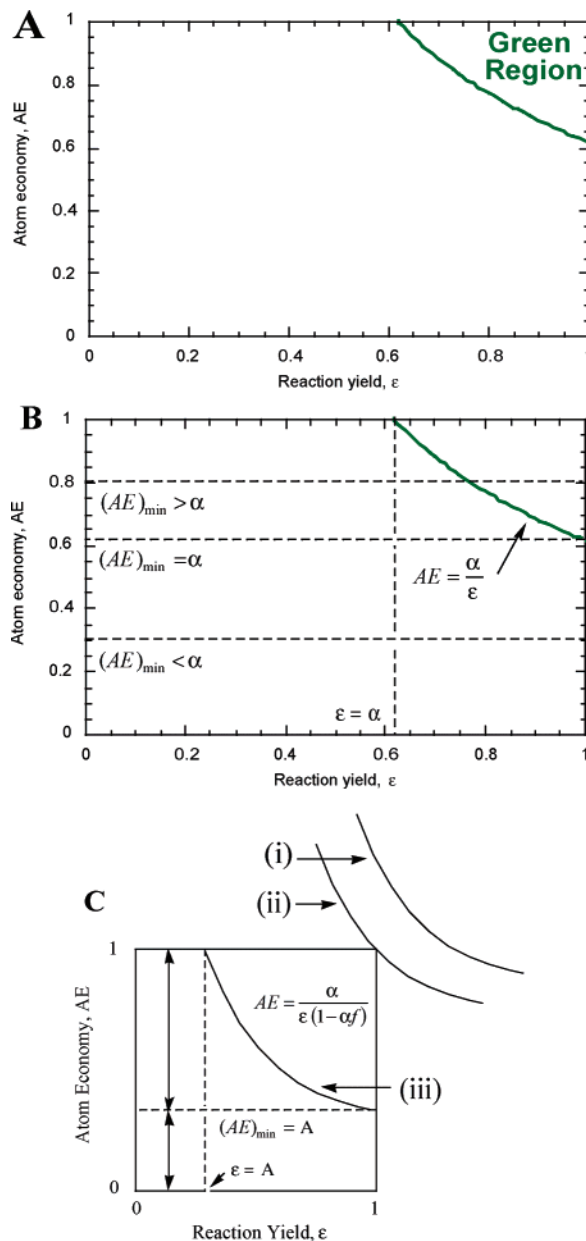 A
Green
Region
1
0.8
0.6
0.4
0.2
0
Atom economy, AE
0 0.2 0.4 0.6 0.8 1
Reaction yield, ε
B
1
0.8
0.6
0.4
0.2
0
Atom economy, AE
(AE)min > α
(AE)min = α
(AE)min < α
AE = α/ε
ε = α
0 0.2 0.4 0.6 0.8 1
Reaction yield, ε
(i)
(ii)
C
1
Atom Economy, AE
AE = α/ε(1−αf)
(iii)
(AE)min = A
ε = A
0
0 1
Reaction Yield, ε